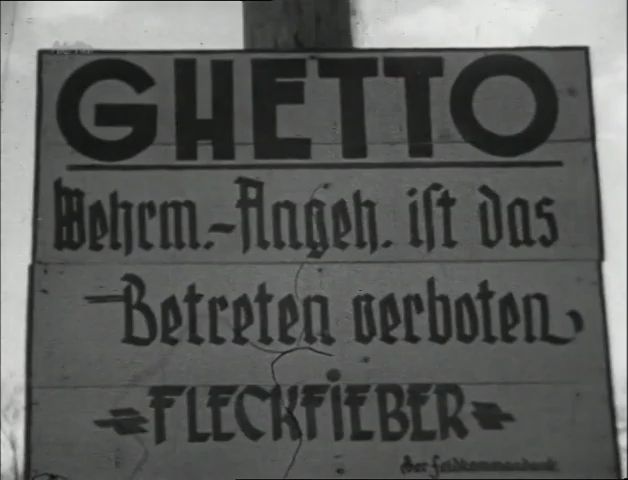 GHETTO
Wehrm.-Angeh. ist das
Betreten verboten
=FLECKFIEBER=
Der Feldkommandant